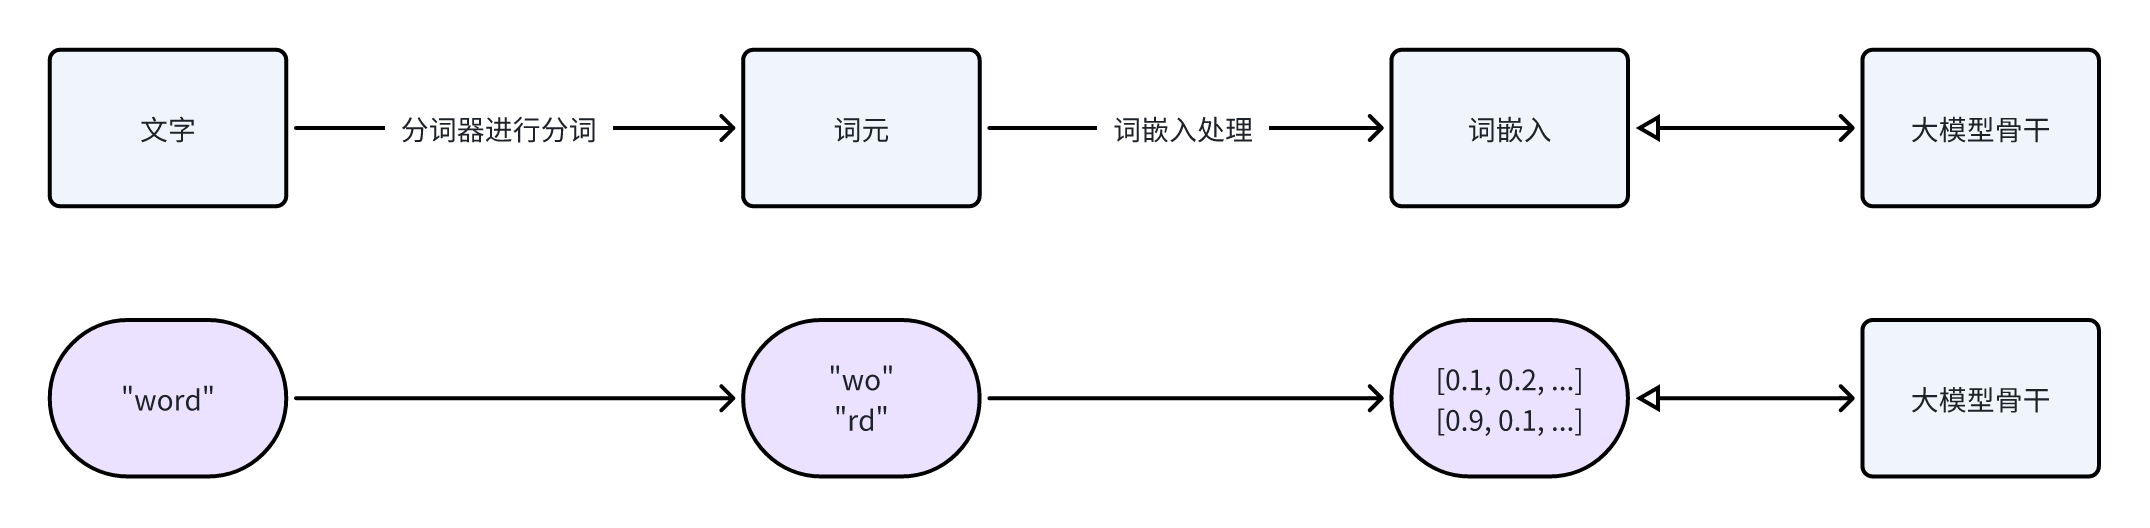 文字
分词器进行分词
词元
词嵌入处理
词嵌入
大模型骨干
"word"
"wo"
"rd"
[0.1, 0.2, ...]
[0.9, 0.1, ...]
大模型骨干